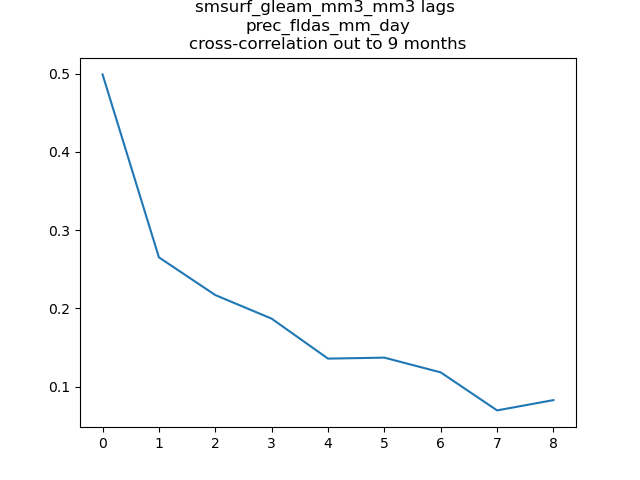 smsurf_gleam_mm3_mm3 lags
prec_fldas_mm_day
cross-correlation out to 9 months
0.5
0.4
0.3
0.2
0.1
0 1 2 3 4 5 6 7 8